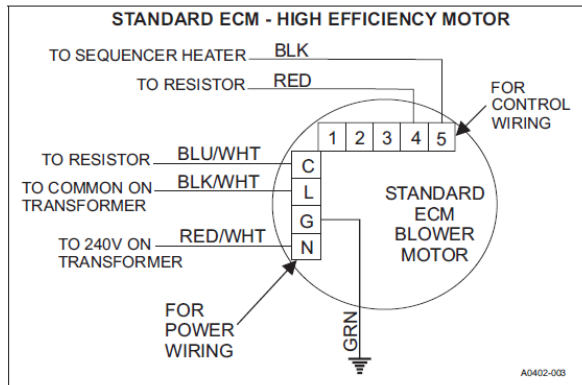 STANDARD ECM - HIGH EFFICIENCY MOTOR
TO SEQUENCER HEATER BLK
TO RESISTOR RED
FOR
CONTROL
WIRING
1 2 3 4 5
TO RESISTOR BLU/WHT
C
TO COMMON ON
TRANSFORMER
BLK/WHT
L
G
TO 240V ON
TRANSFORMER
RED/WHT
N
STANDARD
ECM
BLOWER
MOTOR
FOR
POWER
WIRING
GRN
A0402-003